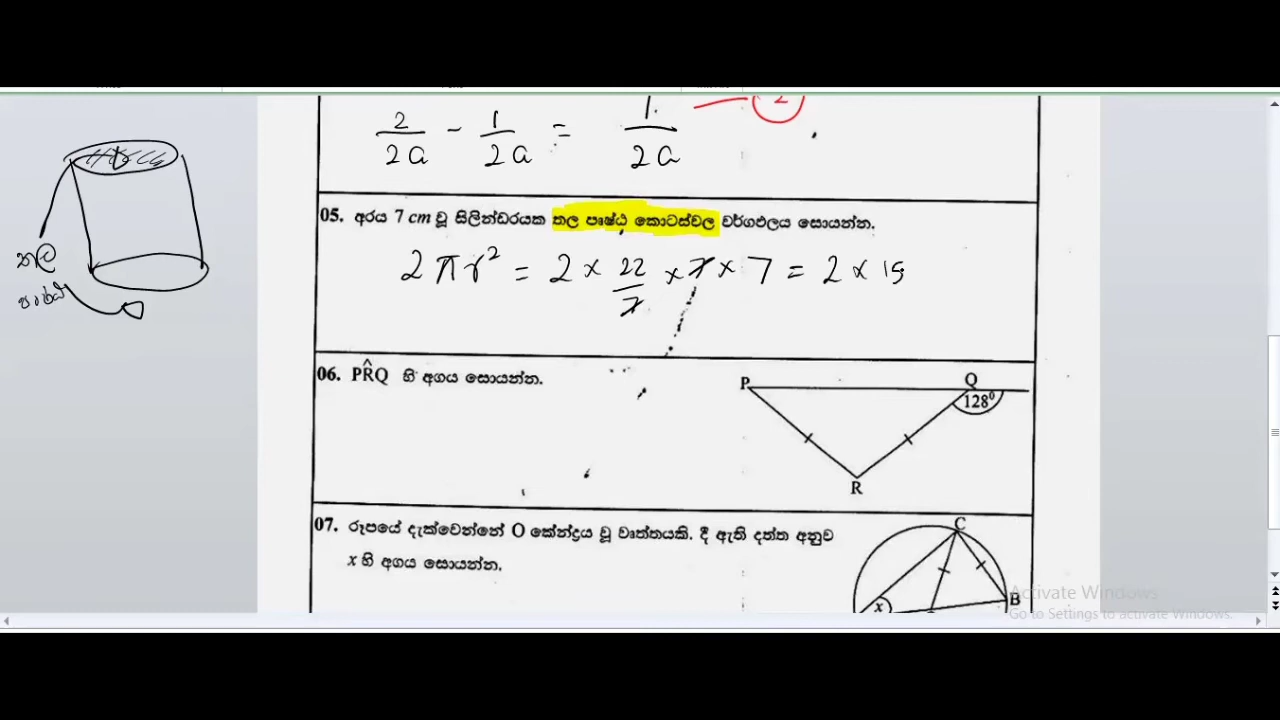 2/2a - 1/2a = 1/2a
2
05. අරය 7 cm වූ සිලින්ඩරයක තල පෘෂ්ඨ කොටස්වල වර්ගඵලය සොයන්න.
2πr² = 2 × 22/7 × 7 × 7 = 2 × 15
තල
06. PR̂Q හි අගය සොයන්න.
P
Q
128⁰
R
07. රූපයේ දැක්වෙන්නේ O කේන්ද්‍රය වූ වෘත්තයකි. දී ඇති දත්ත අනුව
x හි අගය සොයන්න.
C
B
x
Activate Windows
Go to Settings to activate Windows.